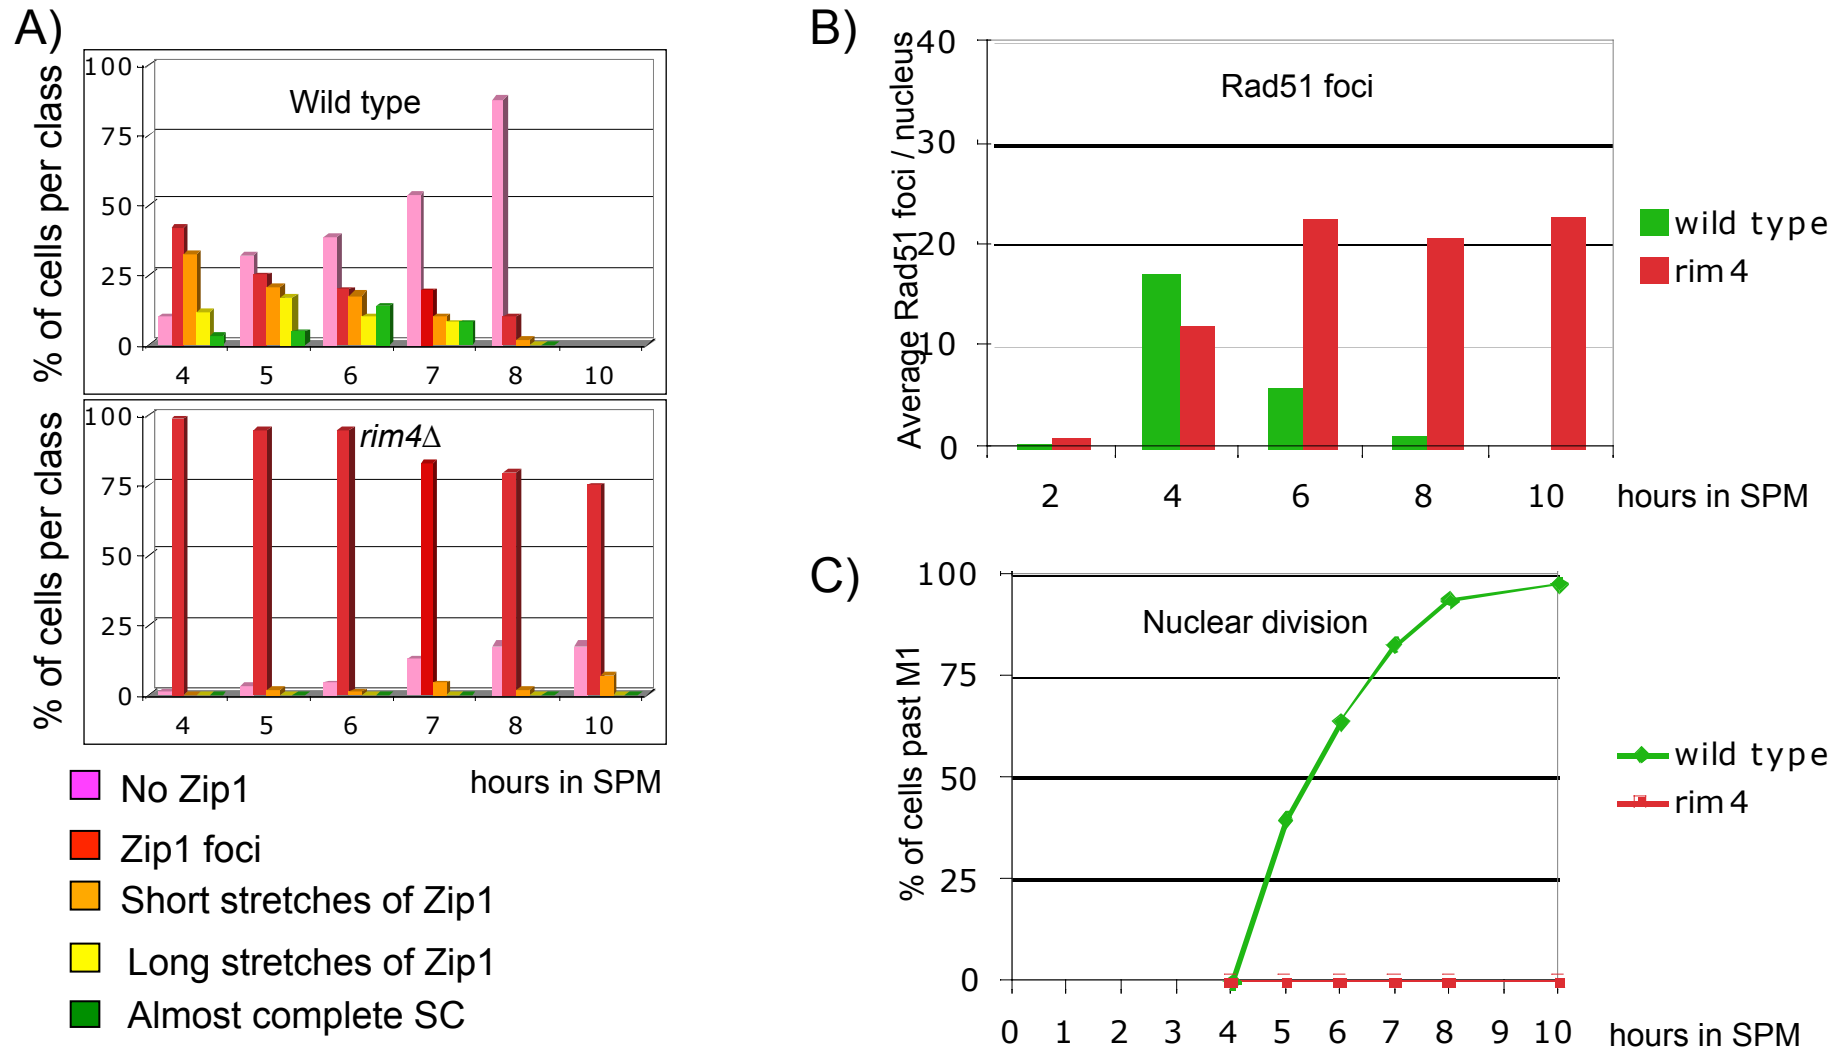 A)
% of cells per class
100
75
50
25
0
Wild type
4 5 6 7 8 10
% of cells per class
100
75
50
25
0
rim4Δ
4 5 6 7 8 10
hours in SPM
No Zip1
Zip1 foci
Short stretches of Zip1
Long stretches of Zip1
Almost complete SC
B)
Average Rad51 foci / nucleus
40
30
20
10
0
Rad51 foci
2 4 6 8 10 hours in SPM
wild type
rim4
C)
% of cells past M1
100
75
50
25
0
Nuclear division
0 1 2 3 4 5 6 7 8 9 10 hours in SPM
wild type
rim4